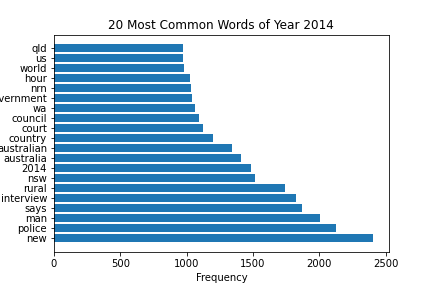 20 Most Common Words of Year 2014
qld
us
world
hour
nrn
vernment
wa
council
court
country
australian
australia
2014
nsw
rural
interview
says
man
police
new
0 500 1000 1500 2000 2500
Frequency